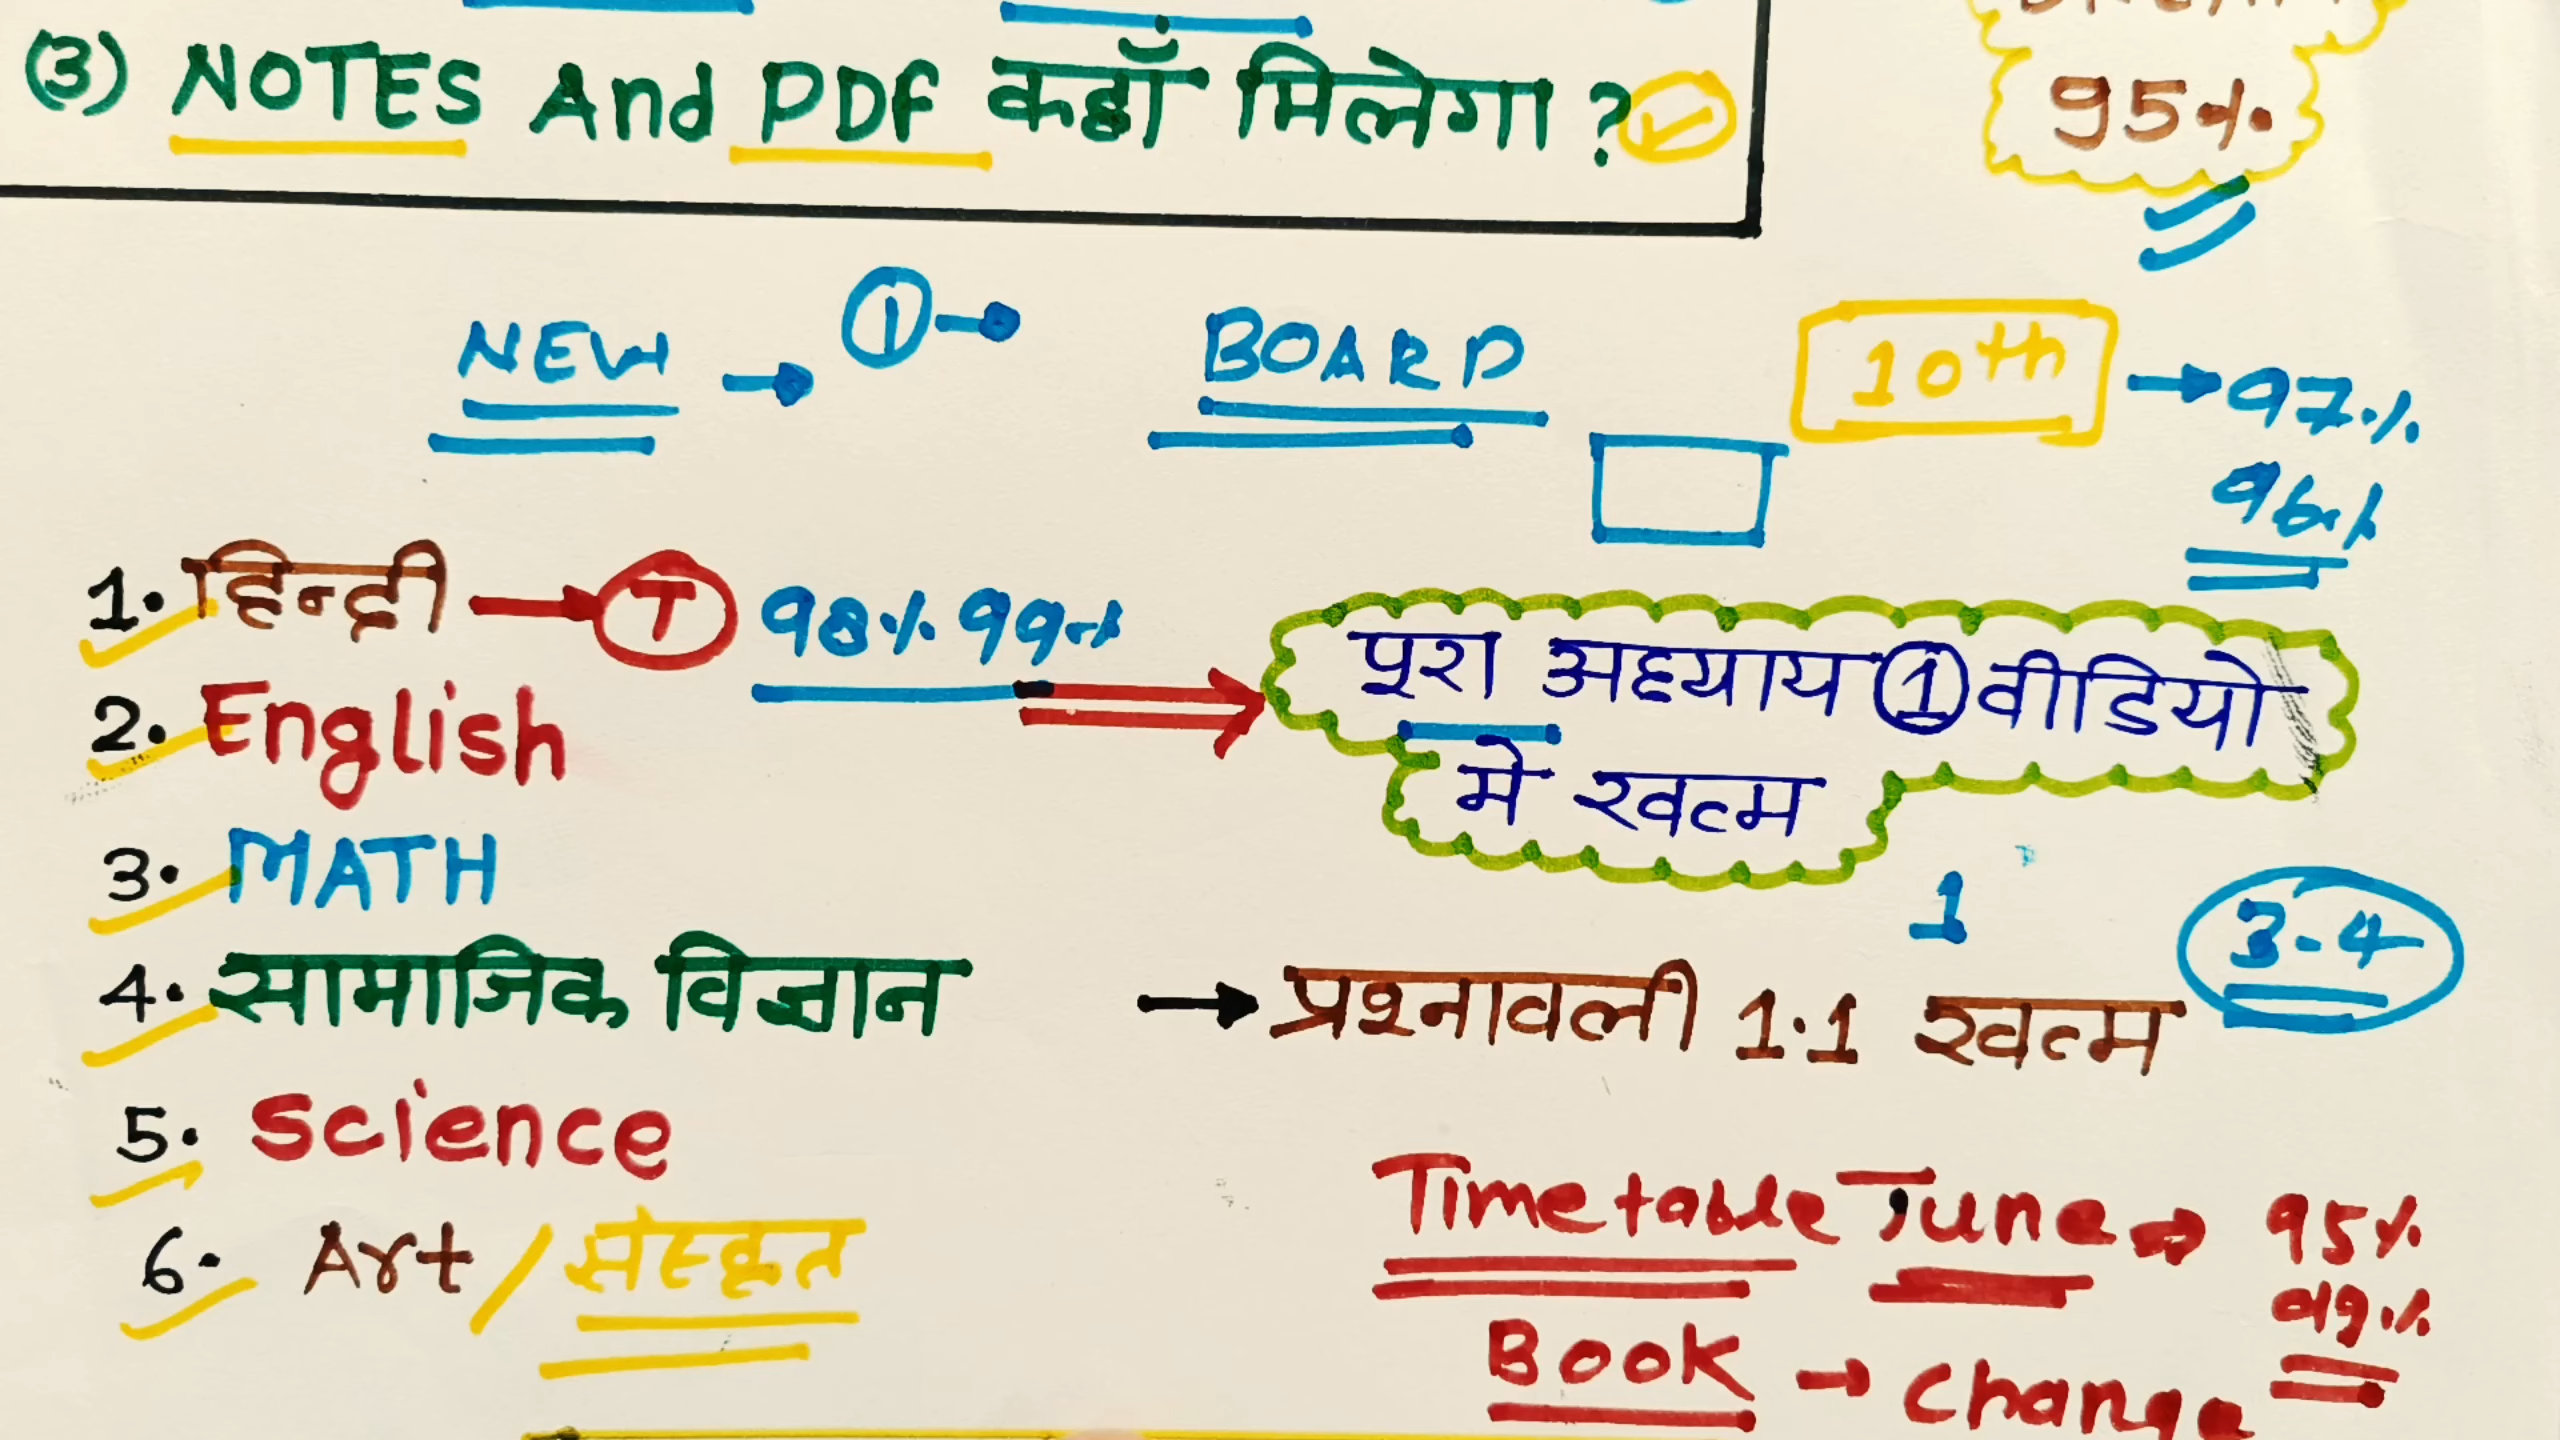 (3) NOTES And PDF कहाँ मिलेगा ?
95%
NEW → ① →
BOARD
10th → 97%
96%
1. हिन्दी → T 98% 99%
2. English
पूरा अध्याय ① वीडियो
में खत्म
3. MATH
1
3-4
4. सामाजिक विज्ञान
→ प्रश्नावली 1.1 खत्म
5. Science
Timetable June → 95%
6. Art / संस्कृत
Book → change